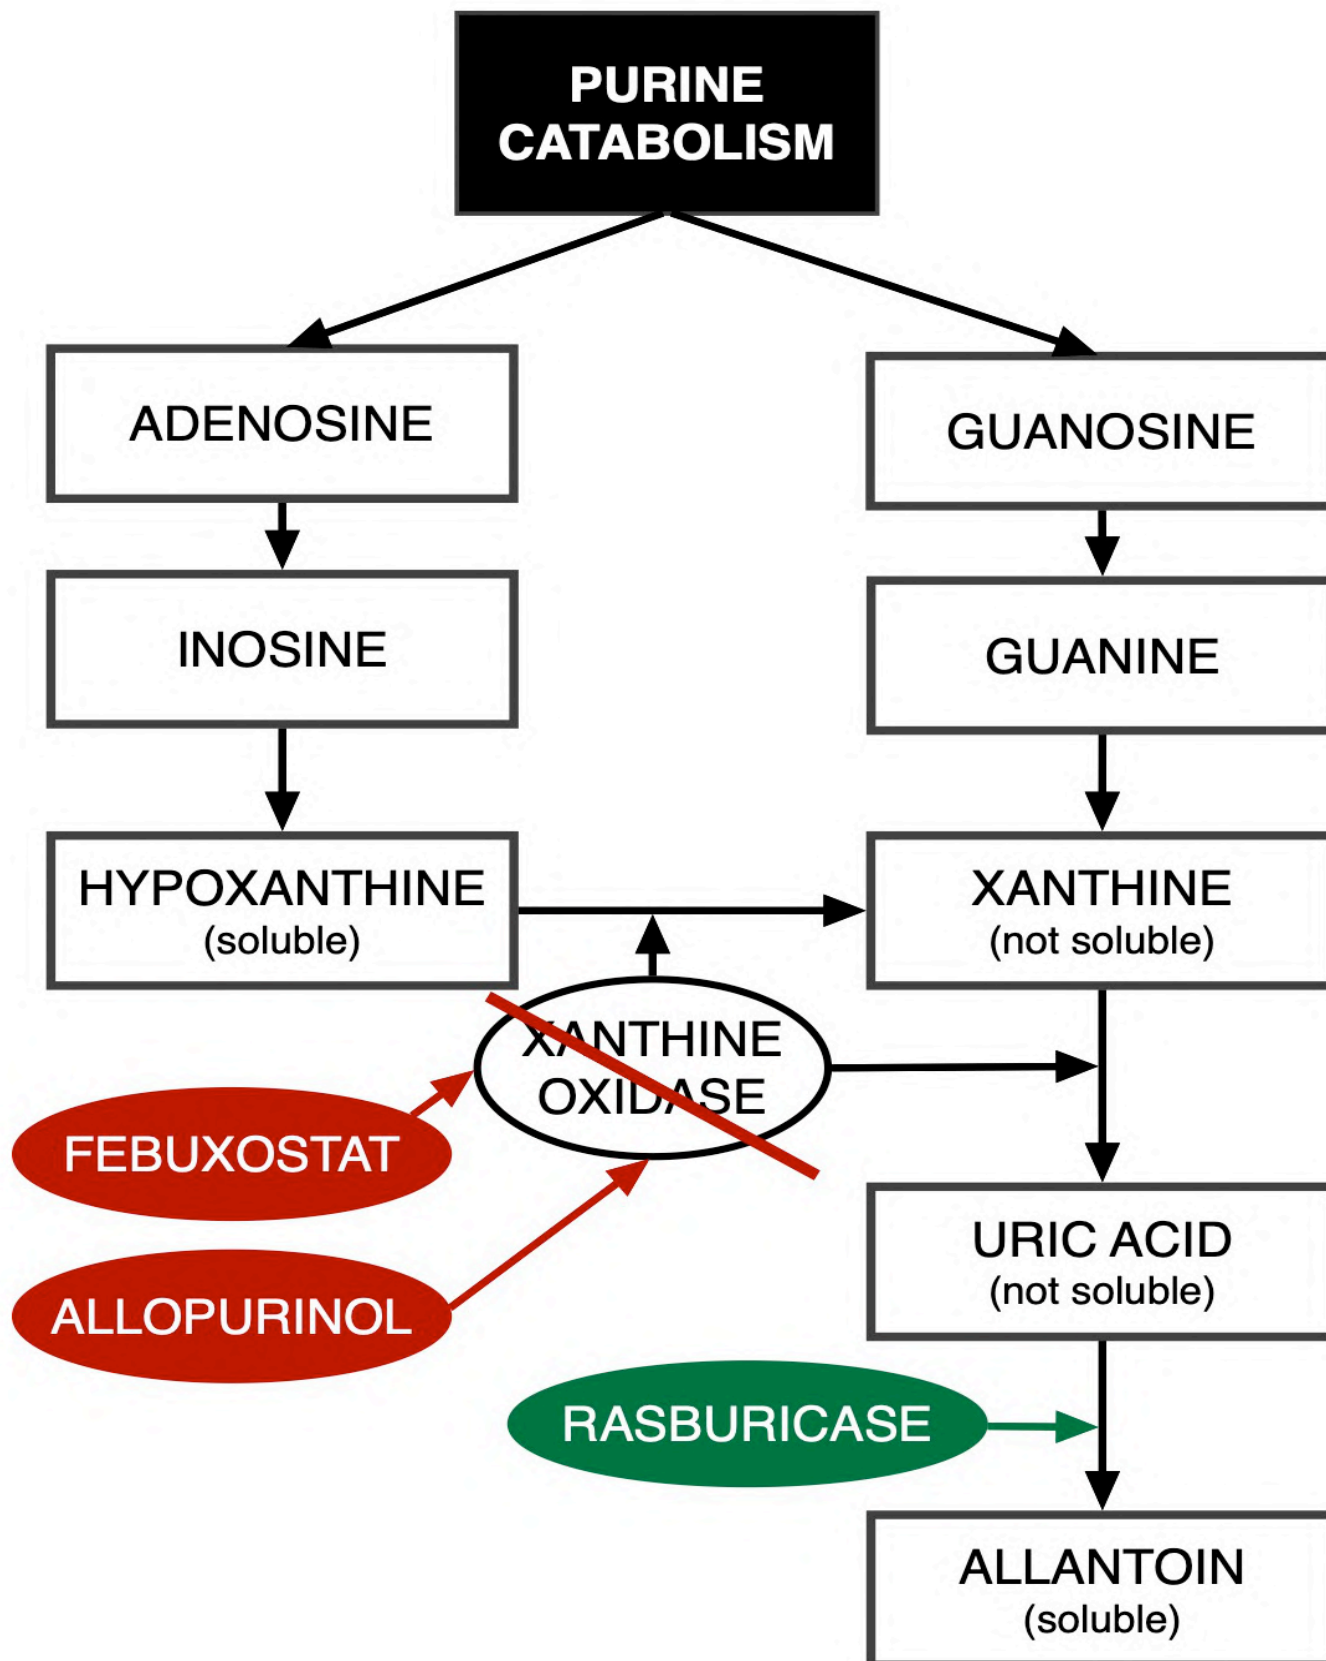 PURINE
CATABOLISM
ADENOSINE
GUANOSINE
INOSINE
GUANINE
HYPOXANTHINE
(soluble)
XANTHINE
(not soluble)
XANTHINE
OXIDASE
FEBUXOSTAT
ALLOPURINOL
URIC ACID
(not soluble)
RASBURICASE
ALLANTOIN
(soluble)